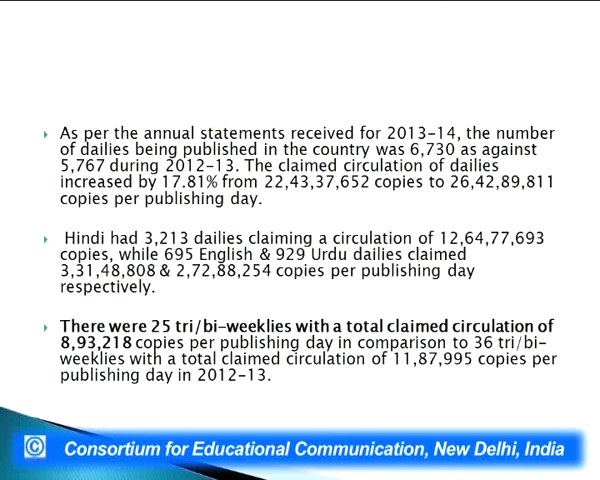 As per the annual statements received for 2013-14, the number
of dailies being published in the country was 6,730 as against
5,767 during 2012-13. The claimed circulation of dailies
increased by 17.81% from 22,43,37,652 copies to 26,42,89,811
copies per publishing day.
Hindi had 3,213 dailies claiming a circulation of 12,64,77,693
copies, while 695 English & 929 Urdu dailies claimed
3,31,48,808 & 2,72,88,254 copies per publishing day
respectively.
There were 25 tri/bi-weeklies with a total claimed circulation of
8,93,218 copies per publishing day in comparison to 36 tri/bi-
weeklies with a total claimed circulation of 11,87,995 copies per
publishing day in 2012-13.
© Consortium for Educational Communication, New Delhi, India